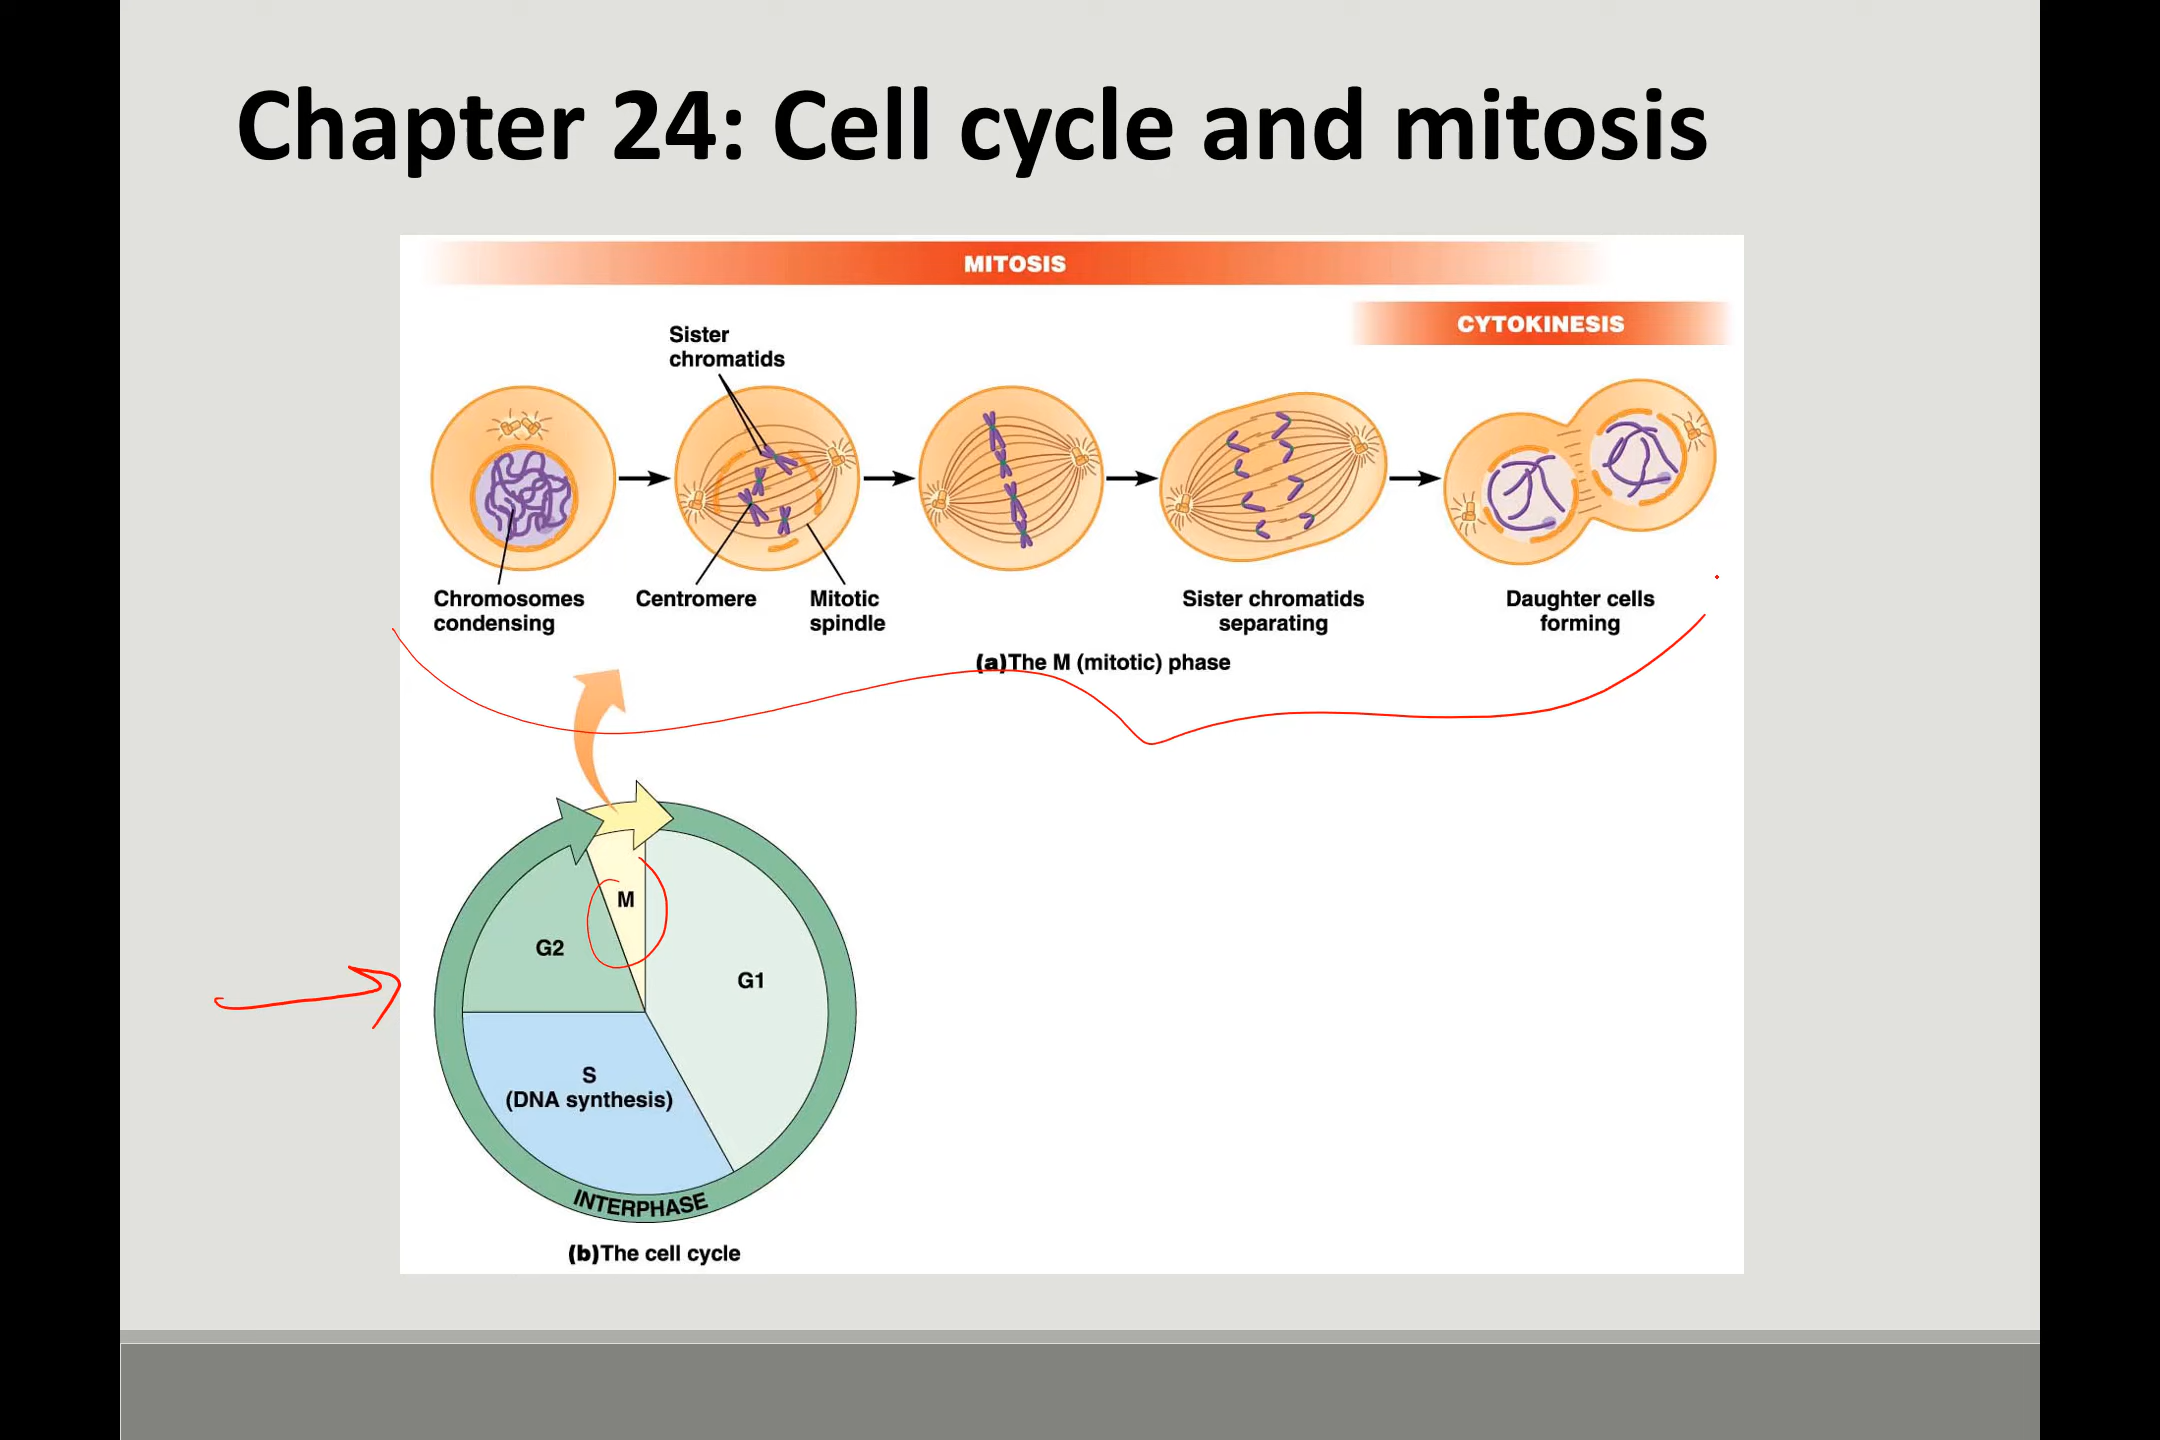 Chapter 24: Cell cycle and mitosis
MITOSIS
CYTOKINESIS
Sister
chromatids
Chromosomes
condensing
Centromere
Mitotic
spindle
Sister chromatids
separating
Daughter cells
forming
(a)The M (mitotic) phase
M
G2
G1
S
(DNA synthesis)
INTERPHASE
(b)The cell cycle